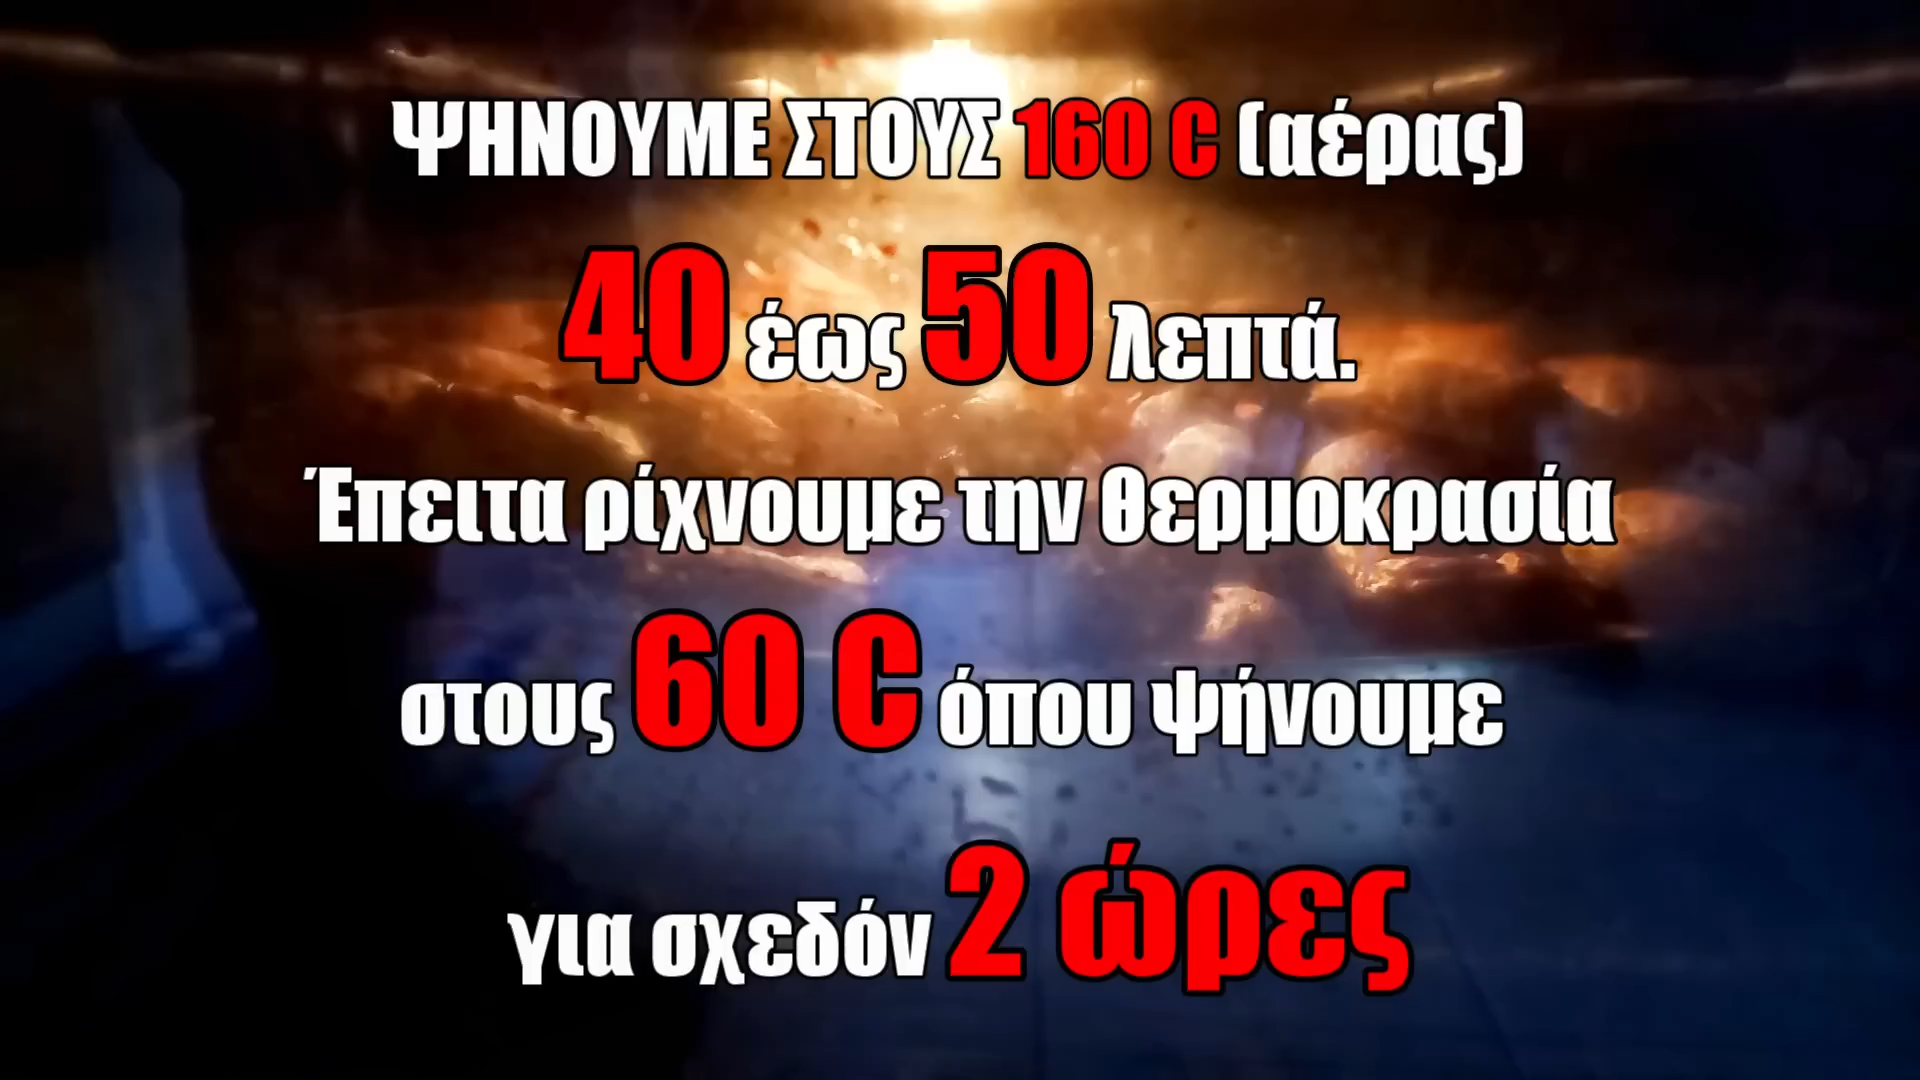 ΨΗΝΟΥΜΕ ΣΤΟΥΣ 160 C (αέρας)
40 έως 50 λεπτά.
Έπειτα ρίχνουμε την θερμοκρασία
στους 60 C όπου ψήνουμε
για σχεδόν 2 ώρες